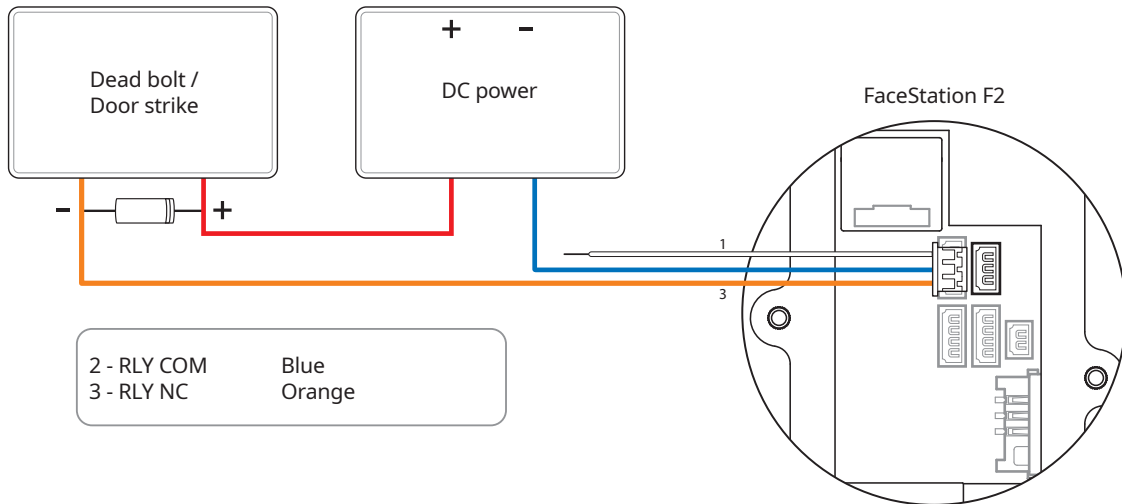 + -
Dead bolt /
Door strike
DC power
FaceStation F2
- +
1
3
2 - RLY COM Blue
3 - RLY NC Orange